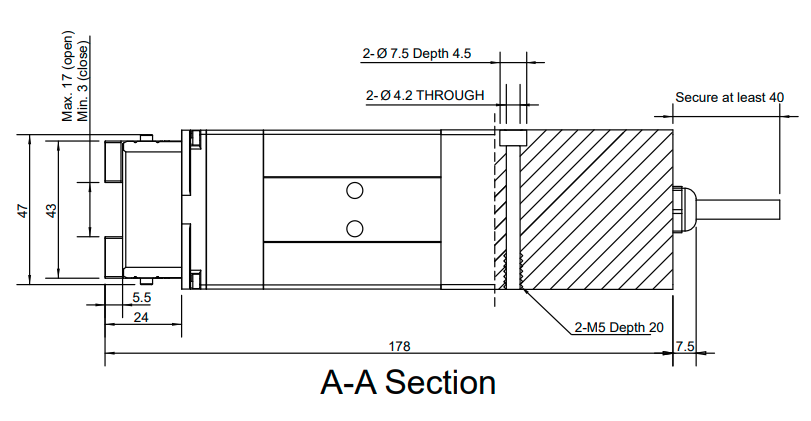 2- Ø 7.5 Depth 4.5
Max. 17 (open)
Min. 3 (close)
2- Ø 4.2 THROUGH
Secure at least 40
47
43
5.5
24
2-M5 Depth 20
178
7.5
A-A Section